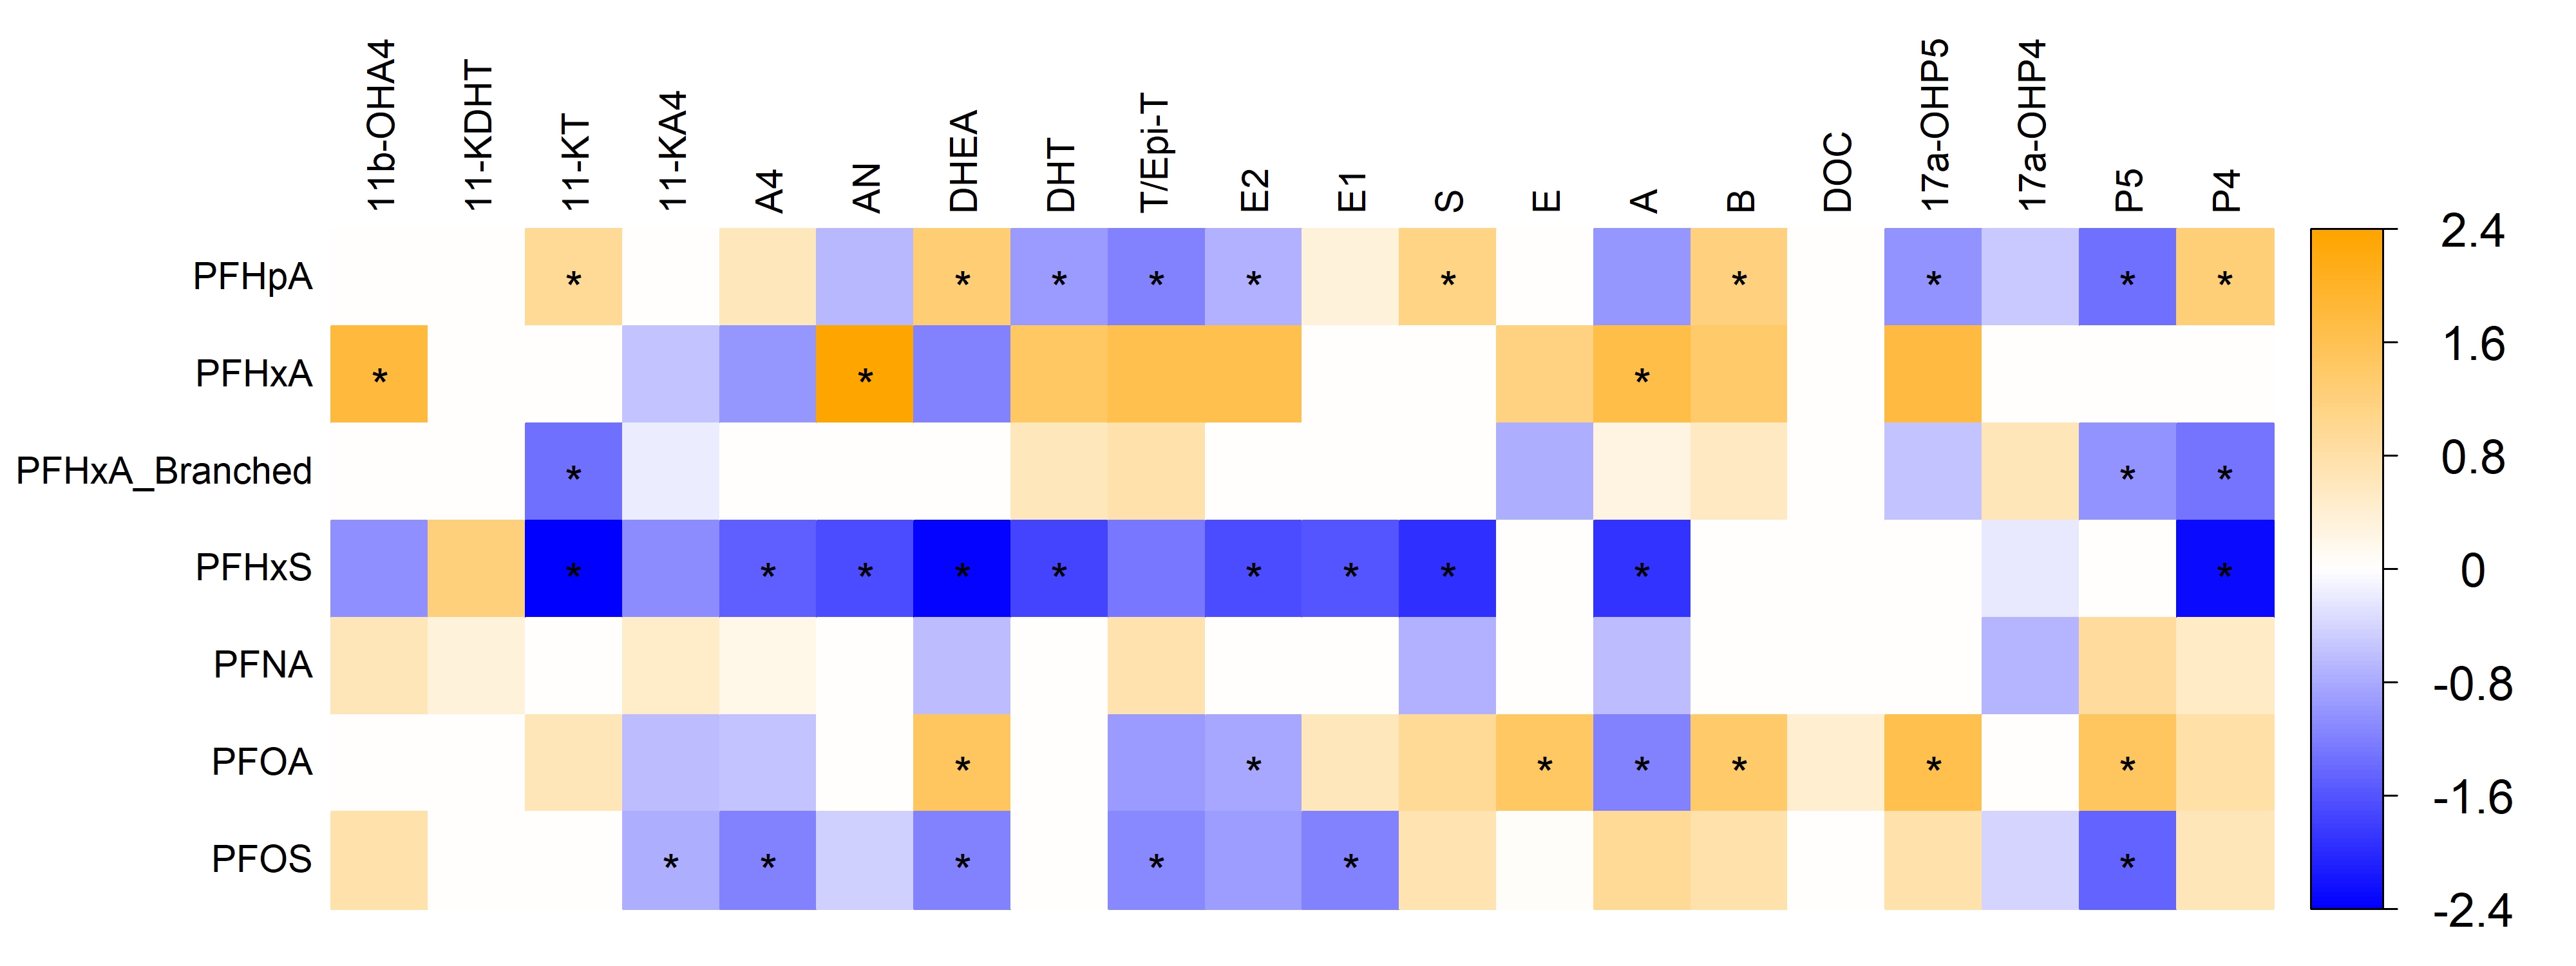 11b-OHA4
11-KDHT
11-KT
11-KA4
A4
AN
DHEA
DHT
T/Epi-T
E2
E1
S
E
A
B
DOC
17a-OHP5
17a-OHP4
P5
P4
PFHpA * * * * * * * * * *
PFHxA * * *
PFHxA_Branched * * *
PFHxS * * * * * * * * * *
PFNA
PFOA * * * * * * *
PFOS * * * * * *
2.4
1.6
0.8
0
-0.8
-1.6
-2.4